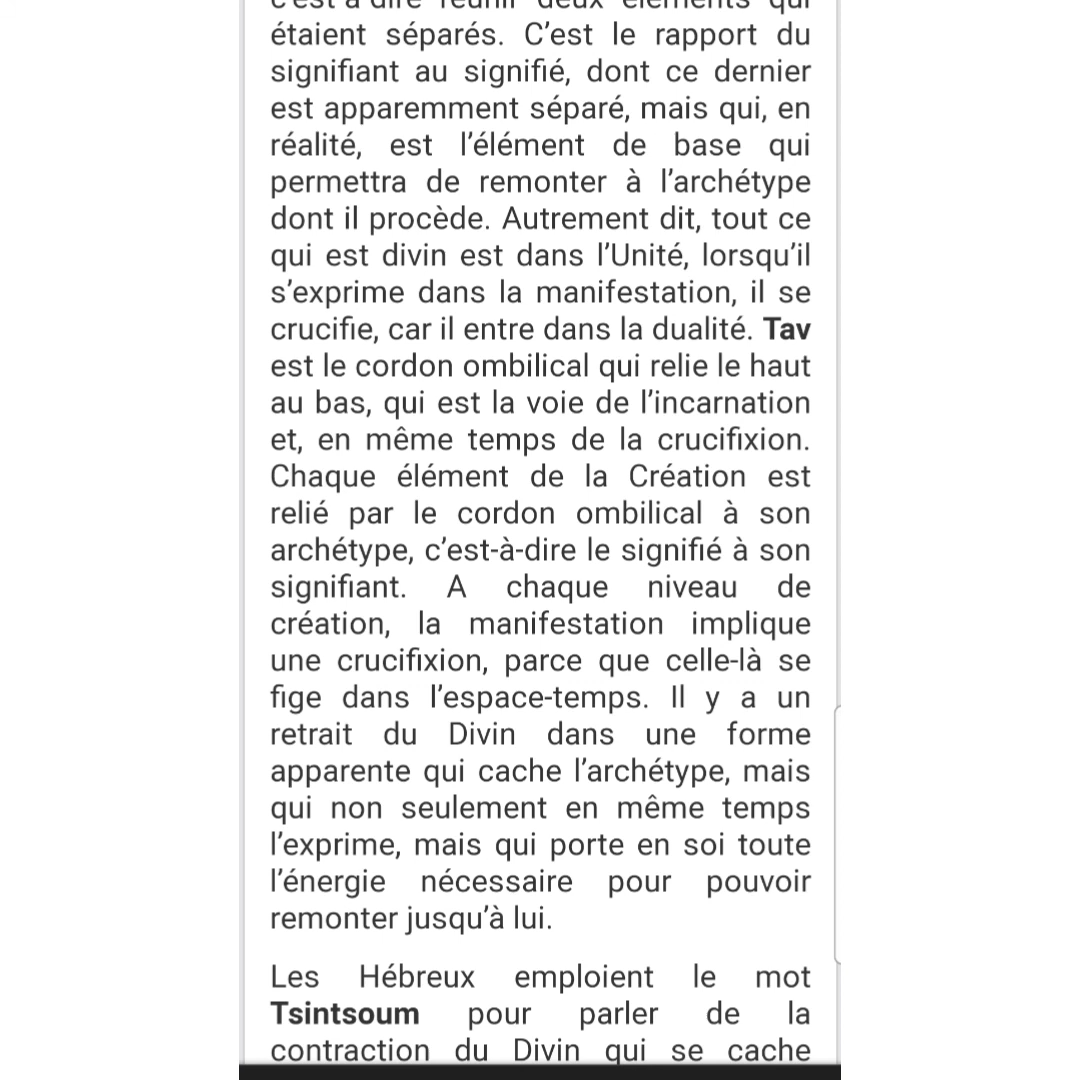 c'est à dire réunir deux éléments qui
étaient séparés. C'est le rapport du
signifiant au signifié, dont ce dernier
est apparemment séparé, mais qui, en
réalité, est l'élément de base qui
permettra de remonter à l'archétype
dont il procède. Autrement dit, tout ce
qui est divin est dans l'Unité, lorsqu'il
s'exprime dans la manifestation, il se
crucifie, car il entre dans la dualité. Tav
est le cordon ombilical qui relie le haut
au bas, qui est la voie de l'incarnation
et, en même temps de la crucifixion.
Chaque élément de la Création est
relié par le cordon ombilical à son
archétype, c'est-à-dire le signifié à son
signifiant. A chaque niveau de
création, la manifestation implique
une crucifixion, parce que celle-là se
fige dans l'espace-temps. Il y a un
retrait du Divin dans une forme
apparente qui cache l'archétype, mais
qui non seulement en même temps
l'exprime, mais qui porte en soi toute
l'énergie nécessaire pour pouvoir
remonter jusqu'à lui.
Les Hébreux emploient le mot
Tsintsoum pour parler de la
contraction du Divin qui se cache